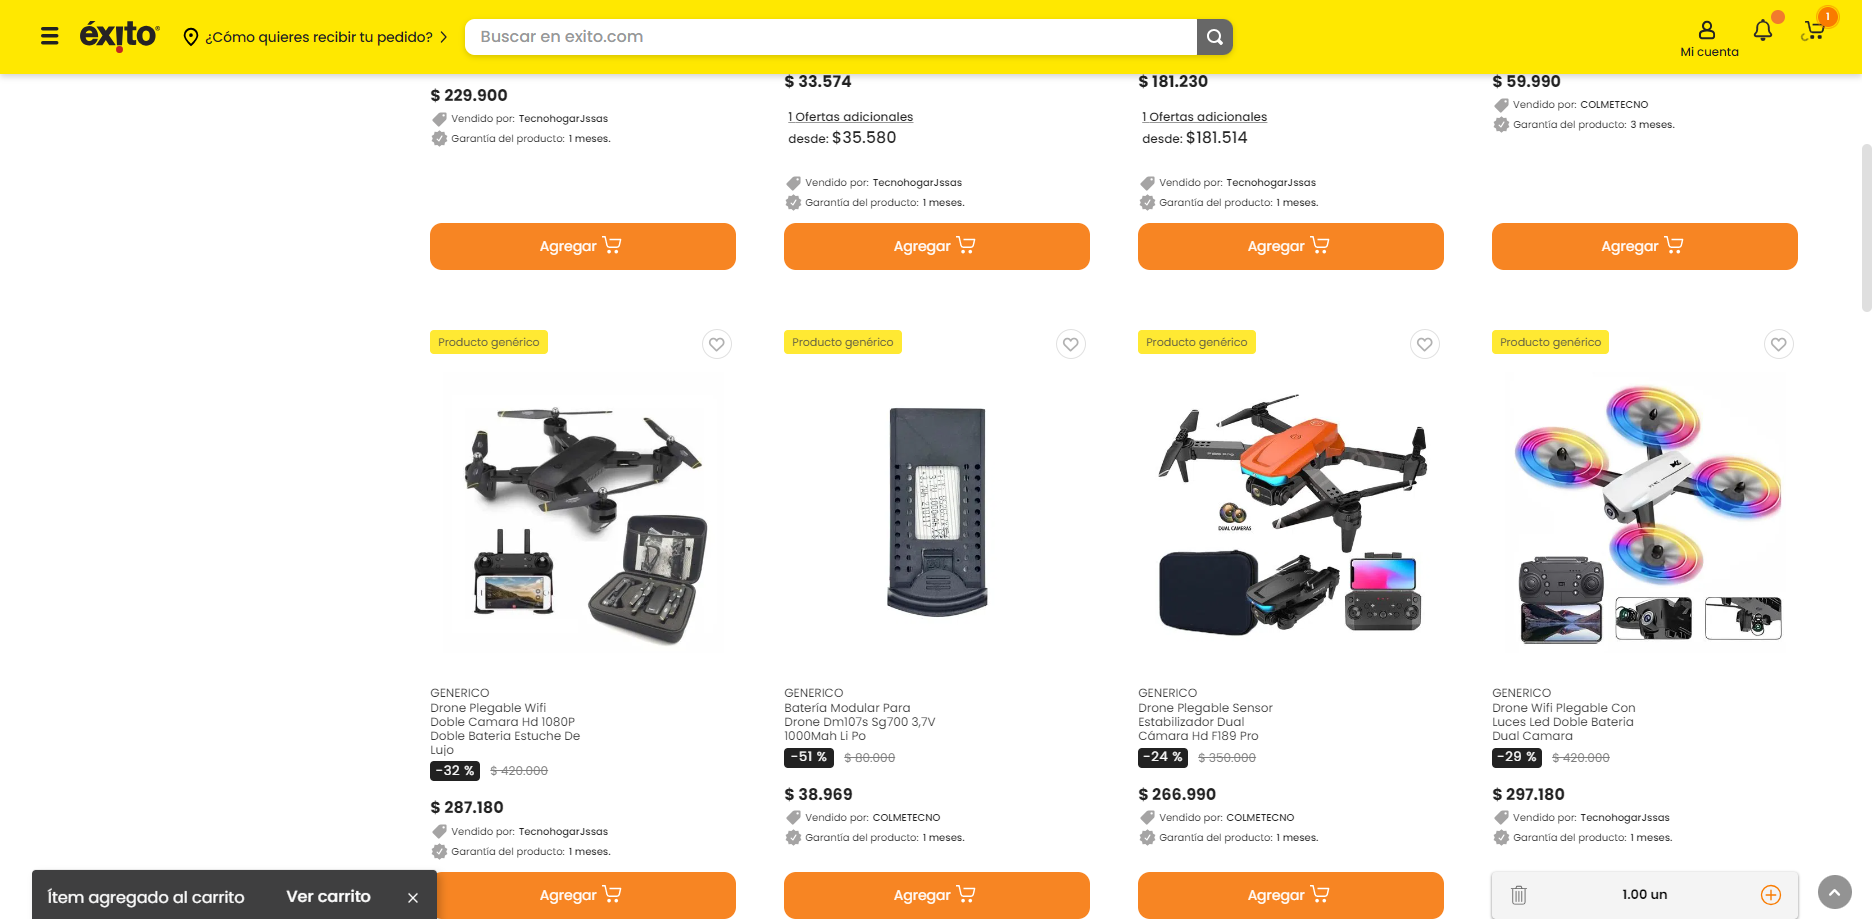 éxito
¿Cómo quieres recibir tu pedido?
Buscar en exito.com
Mi cuenta
1
$ 229.900
Vendido por: TecnohogarJssas
Garantía del producto: 1 meses.
Agregar
$ 33.574
1 Ofertas adicionales
desde: $35.580
Vendido por: TecnohogarJssas
Garantía del producto: 1 meses.
Agregar
$ 181.230
1 Ofertas adicionales
desde: $181.514
Vendido por: TecnohogarJssas
Garantía del producto: 1 meses.
Agregar
$ 59.990
Vendido por: COLMETECNO
Garantía del producto: 3 meses.
Agregar
Producto genérico
GENERICO
Drone Plegable Wifi
Doble Camara Hd 1080P
Doble Bateria Estuche De
Lujo
-32 % $ 420.000
$ 287.180
Vendido por: TecnohogarJssas
Garantía del producto: 1 meses.
Agregar
Producto genérico
GENERICO
Batería Modular Para
Drone Dm107s Sg700 3,7V
1000Mah Li Po
-51 % $ 80.000
$ 38.969
Vendido por: COLMETECNO
Garantía del producto: 1 meses.
Agregar
Producto genérico
DUAL CAMERAS
GENERICO
Drone Plegable Sensor
Estabilizador Dual
Cámara Hd F189 Pro
-24 % $ 350.000
$ 266.990
Vendido por: COLMETECNO
Garantía del producto: 1 meses.
Agregar
Producto genérico
GENERICO
Drone Wifi Plegable Con
Luces Led Doble Batería
Dual Camara
-29 % $ 420.000
$ 297.180
Vendido por: TecnohogarJssas
Garantía del producto: 1 meses.
1.00 un
Ítem agregado al carrito
Ver carrito